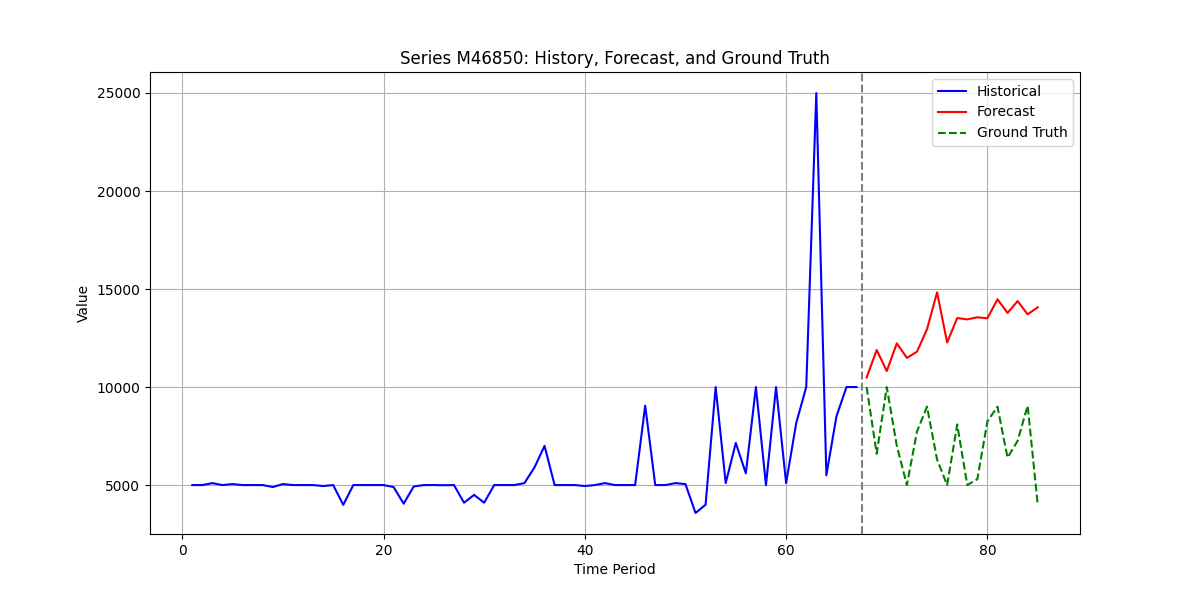 Series M46850: History, Forecast, and Ground Truth
Historical
Forecast
Ground Truth
25000
20000
15000
10000
5000
Value
0
20
40
60
80
Time Period